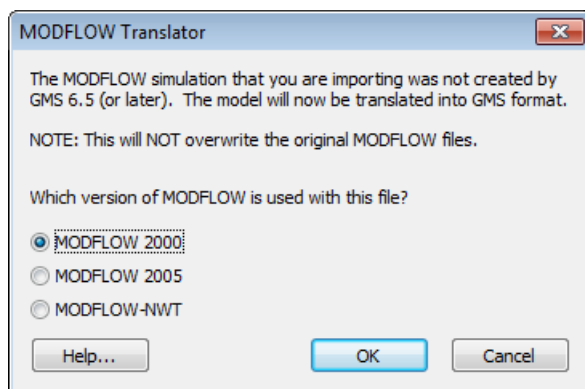 MODFLOW Translator
The MODFLOW simulation that you are importing was not created by
GMS 6.5 (or later).  The model will now be translated into GMS format.
NOTE: This will NOT overwrite the original MODFLOW files.
Which version of MODFLOW is used with this file?
MODFLOW 2000
MODFLOW 2005
MODFLOW-NWT
Help... OK Cancel